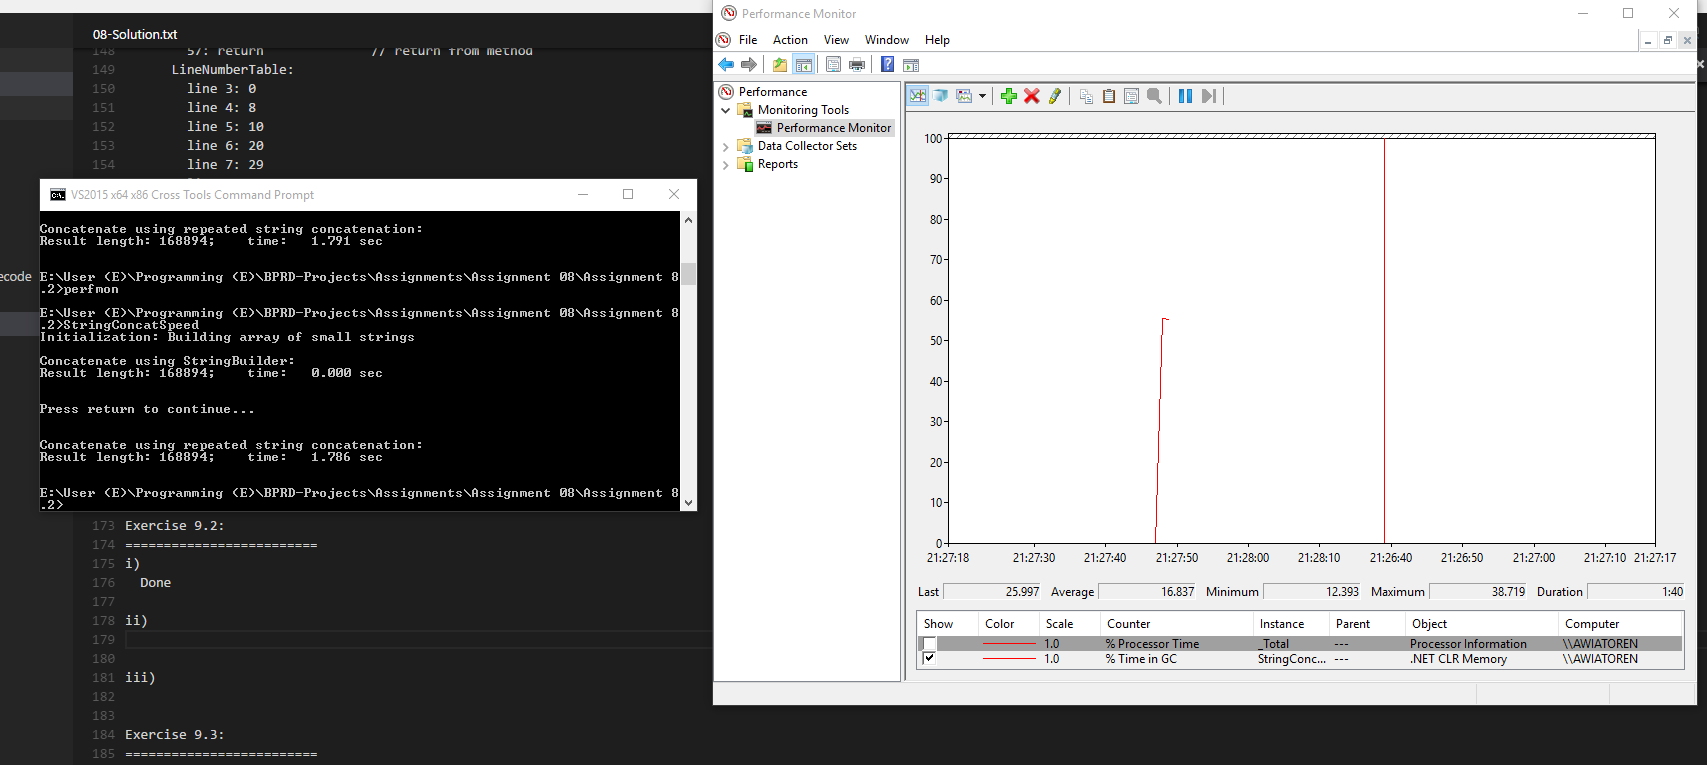 08-Solution.txt
148 57: return // return from method
149 LineNumberTable:
150 line 3: 0
151 line 4: 8
152 line 5: 10
153 line 6: 20
154 line 7: 29
ecode
VS2015 x64 x86 Cross Tools Command Prompt
Concatenate using repeated string concatenation:
Result length: 168894; time: 1.791 sec
E:\User (E)\Programming (E)\BPRD-Projects\Assignments\Assignment 08\Assignment 8
.2>perfmon
E:\User (E)\Programming (E)\BPRD-Projects\Assignments\Assignment 08\Assignment 8
.2>StringConcatSpeed
Initialization: Building array of small strings
Concatenate using StringBuilder:
Result length: 168894; time: 0.000 sec
Press return to continue...
Concatenate using repeated string concatenation:
Result length: 168894; time: 1.786 sec
E:\User (E)\Programming (E)\BPRD-Projects\Assignments\Assignment 08\Assignment 8
.2>
173 Exercise 9.2:
174 =========================
175 i)
176 Done
177
178 ii)
179
180
181 iii)
182
183
184 Exercise 9.3:
185 =========================
Performance Monitor
File Action View Window Help
Performance
Monitoring Tools
Performance Monitor
Data Collector Sets
Reports
100
90
80
70
60
50
40
30
20
10
0
21:27:18 21:27:30 21:27:40 21:27:50 21:28:00 21:28:10 21:26:40 21:26:50 21:27:00 21:27:10 21:27:17
Last 25.997 Average 16.837 Minimum 12.393 Maximum 38.719 Duration 1:40
Show Color Scale Counter Instance Parent Object Computer
1.0 % Processor Time _Total --- Processor Information \\AWIATOREN
1.0 % Time in GC StringConc... --- .NET CLR Memory \\AWIATOREN